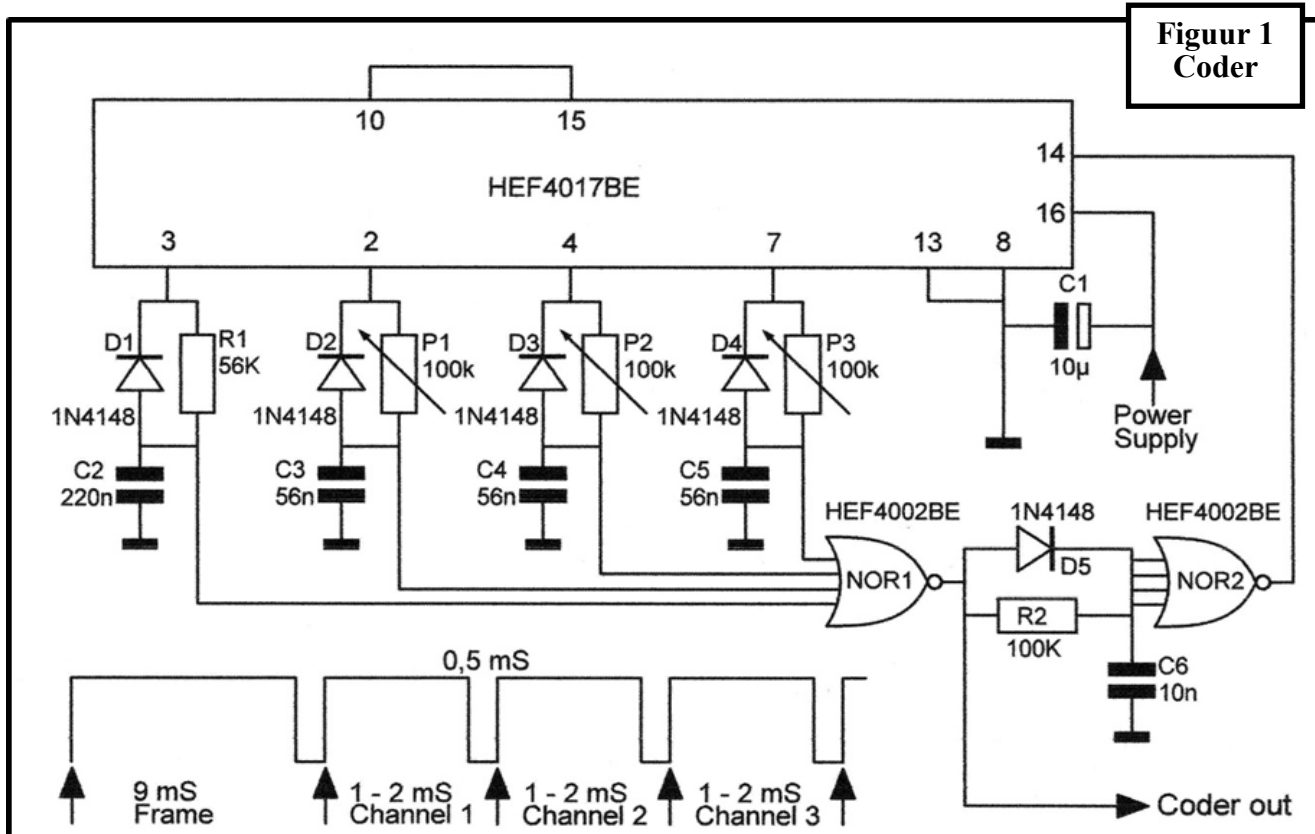 Figuur 1
Coder
10
15
14
HEF4017BE
16
3
2
4
7
13
8
C1
D1
R1
56K
D2
P1
100k
D3
P2
100k
D4
P3
100k
10µ
1N4148
1N4148
1N4148
1N4148
Power
Supply
C2
220n
C3
56n
C4
56n
C5
56n
HEF4002BE
1N4148
HEF4002BE
D5
NOR1
NOR2
R2
100K
0,5 mS
C6
10n
9 mS
Frame
1 - 2 mS
Channel 1
1 - 2 mS
Channel 2
1 - 2 mS
Channel 3
Coder out